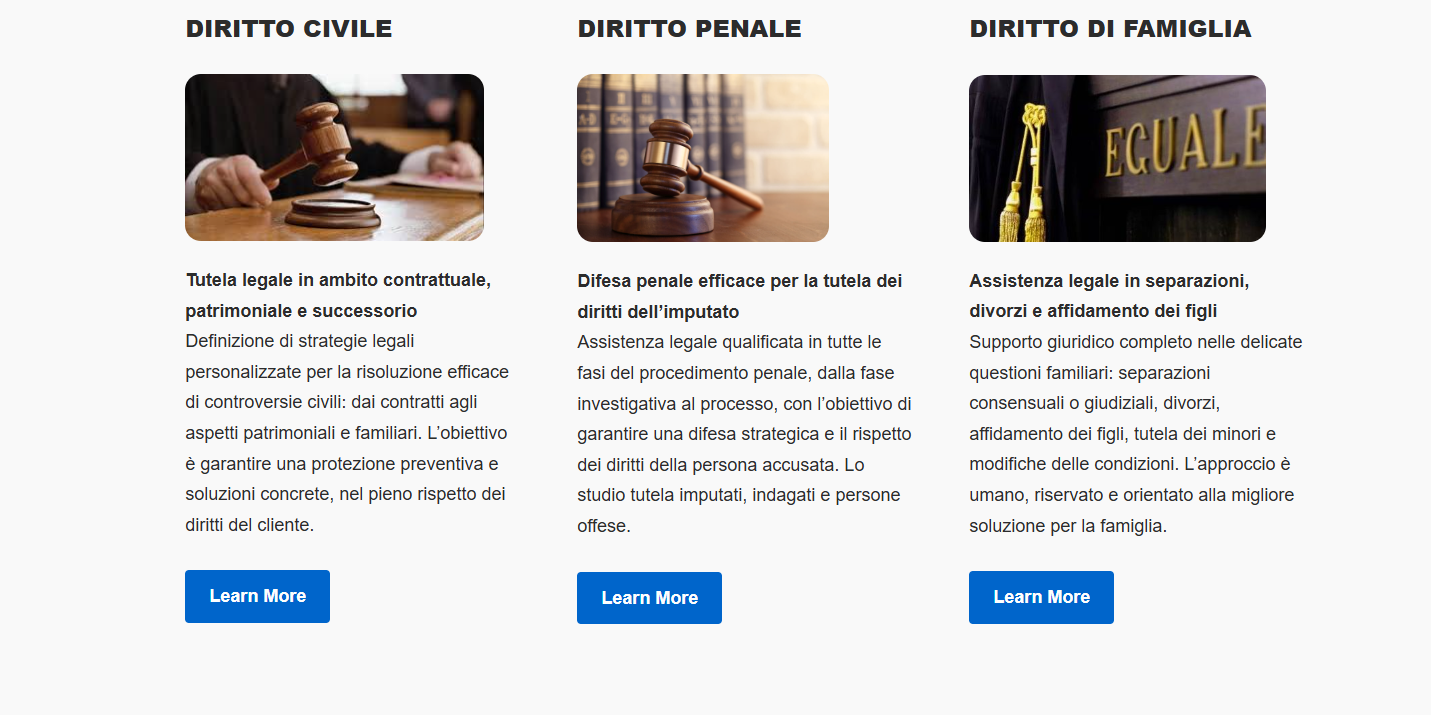 DIRITTO CIVILE
Tutela legale in ambito contrattuale,
patrimoniale e successorio
Definizione di strategie legali
personalizzate per la risoluzione efficace
di controversie civili: dai contratti agli
aspetti patrimoniali e familiari. L’obiettivo
è garantire una protezione preventiva e
soluzioni concrete, nel pieno rispetto dei
diritti del cliente.
Learn More
DIRITTO PENALE
Difesa penale efficace per la tutela dei
diritti dell’imputato
Assistenza legale qualificata in tutte le
fasi del procedimento penale, dalla fase
investigativa al processo, con l’obiettivo di
garantire una difesa strategica e il rispetto
dei diritti della persona accusata. Lo
studio tutela imputati, indagati e persone
offese.
Learn More
DIRITTO DI FAMIGLIA
EGUALE
Assistenza legale in separazioni,
divorzi e affidamento dei figli
Supporto giuridico completo nelle delicate
questioni familiari: separazioni
consensuali o giudiziali, divorzi,
affidamento dei figli, tutela dei minori e
modifiche delle condizioni. L’approccio è
umano, riservato e orientato alla migliore
soluzione per la famiglia.
Learn More